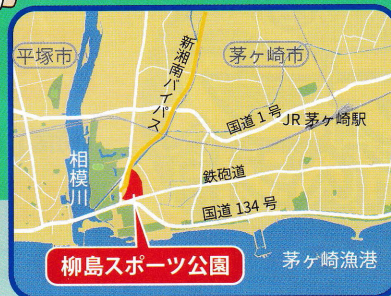 平塚市
新湘南バイパス
茅ヶ崎市
国道1号
JR 茅ヶ崎駅
相模川
鉄砲道
国道 134 号
柳島スポーツ公園
茅ヶ崎漁港